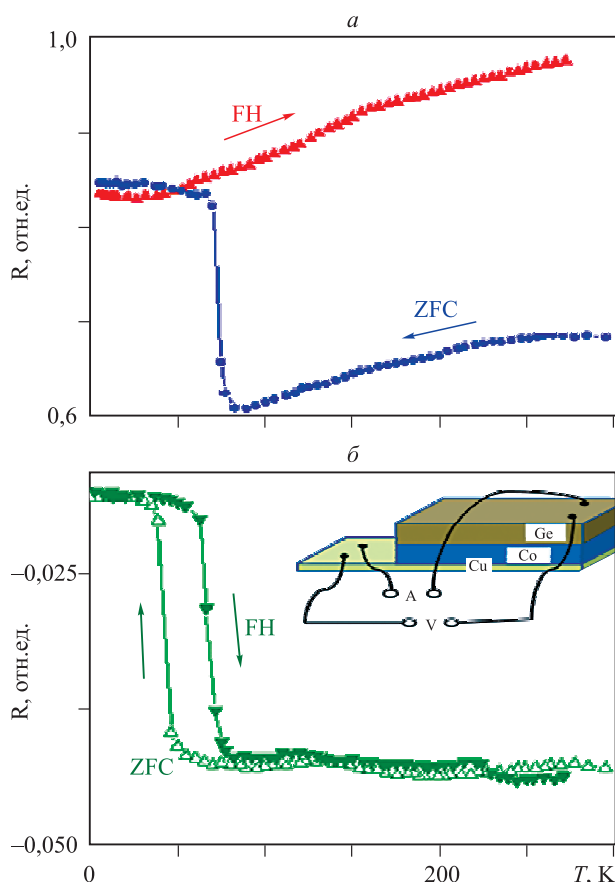 а
1,0
FH
R, отн.ед.
ZFC
0,6
б
Ge
Co
Cu
–0,025
A
V
FH
R, отн.ед.
ZFC
–0,050
0 200 T, K